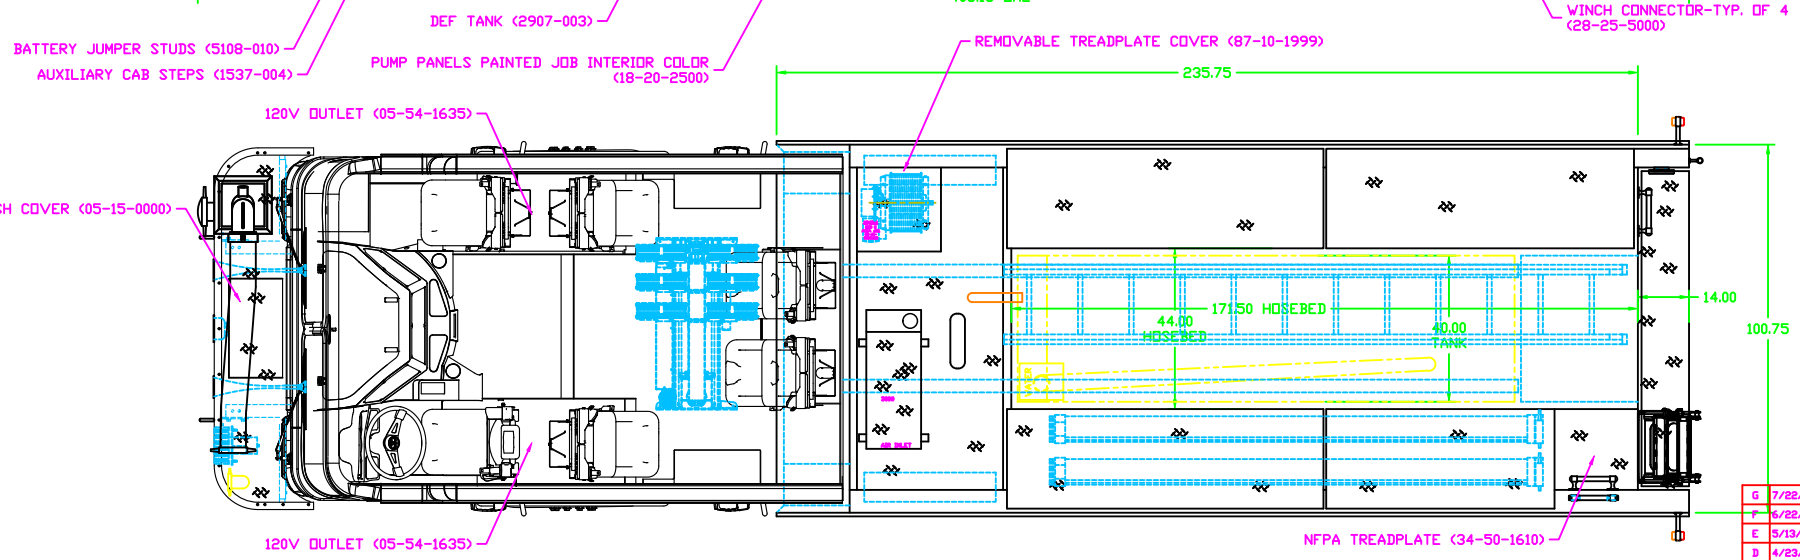 WINCH CONNECTOR-TYP. OF 4
(28-25-5000)
DEF TANK (2907-003)
BATTERY JUMPER STUDS (5108-010)
REMOVABLE TREADPLATE COVER (87-10-1999)
AUXILIARY CAB STEPS (1537-004)
PUMP PANELS PAINTED JOB INTERIOR COLOR
(18-20-2500)
235.75
120V OUTLET (05-54-1635)
COVER (05-15-0000)
14.00
171.50 HOSEBED
44.00
HOSEBED
40.00
TANK
100.75
AIR INLET
G 7/22/
F 6/22/
E 5/13/
D 4/23/
120V OUTLET (05-54-1635)
NFPA TREADPLATE (34-50-1610)